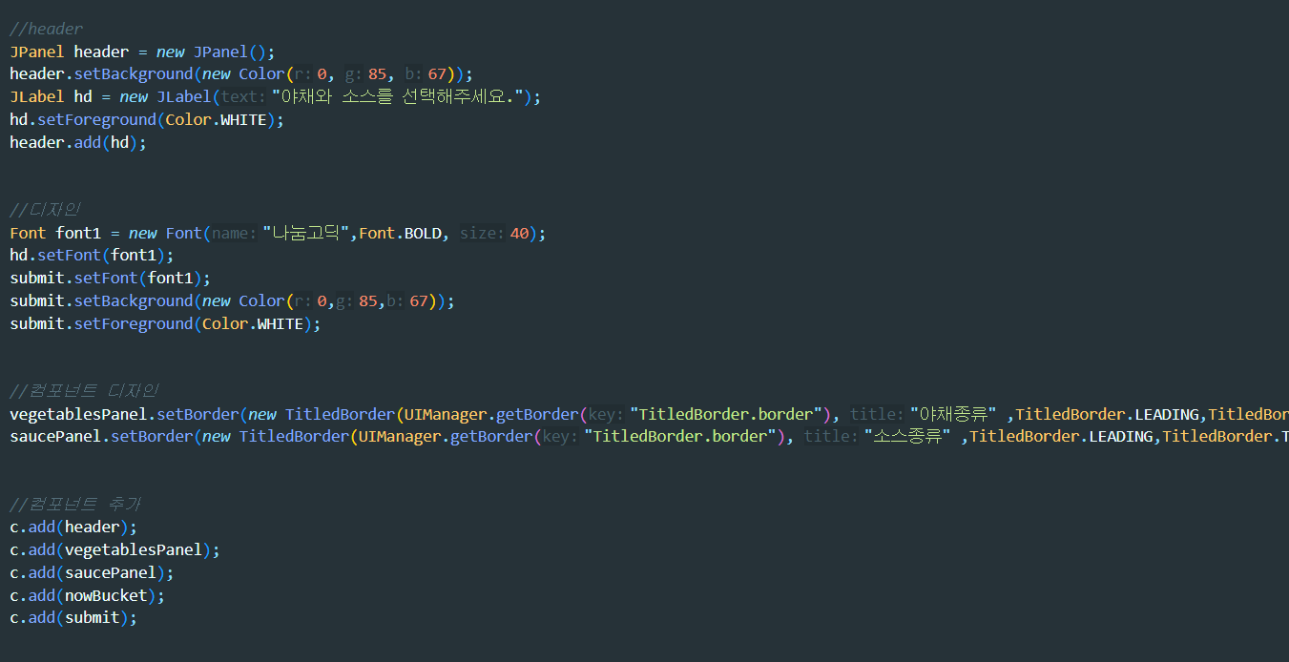 //header
JPanel header = new JPanel();
header.setBackground(new Color(r: 0, g: 85, b: 67));
JLabel hd = new JLabel(text: "야채와 소스를 선택해주세요.");
hd.setForeground(Color.WHITE);
header.add(hd);
//디자인
Font font1 = new Font(name: "나눔고딕",Font.BOLD, size: 40);
hd.setFont(font1);
submit.setFont(font1);
submit.setBackground(new Color(r: 0,g: 85,b: 67));
submit.setForeground(Color.WHITE);
//컴포넌트 디자인
vegetablesPanel.setBorder(new TitledBorder(UIManager.getBorder(key: "TitledBorder.border"), title: "야채종류" ,TitledBorder.LEADING,TitledBor
saucePanel.setBorder(new TitledBorder(UIManager.getBorder(key: "TitledBorder.border"), title: "소스종류" ,TitledBorder.LEADING,TitledBorder.T
//컴포넌트 추가
c.add(header);
c.add(vegetablesPanel);
c.add(saucePanel);
c.add(nowBucket);
c.add(submit);